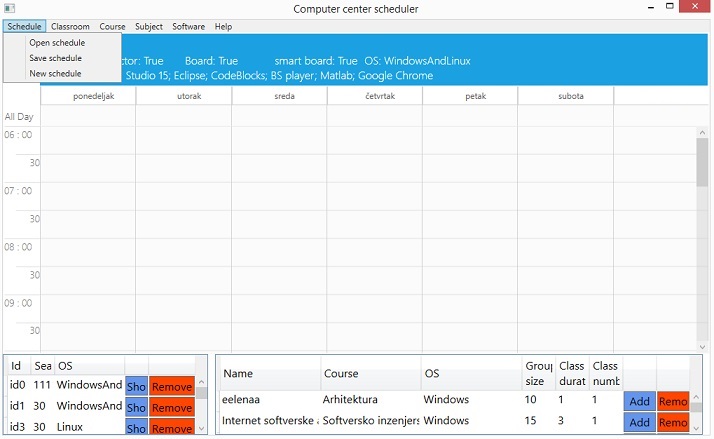 Computer center scheduler
Schedule Classroom Course Subject Software Help
Open schedule
Save schedule
New schedule
ctor: True Board: True smart board: True OS: WindowsAndLinux
Studio 15; Eclipse; CodeBlocks; BS player; Matlab; Google Chrome
ponedeljak utorak sreda četvrtak petak subota
All Day
06 : 00
30
07 : 00
30
08 : 00
30
09 : 00
30
Id Sea OS
id0 111 WindowsAnd Sho Remove
id1 30 WindowsAnd Sho Remove
id3 30 Linux Sho Remove
Name Course OS Group size Class durat Class numb
eelenaa Arhitektura Windows 10 1 1 Add Remo
Internet softverske a Softversko inzenjers Windows 15 3 1 Add Remo